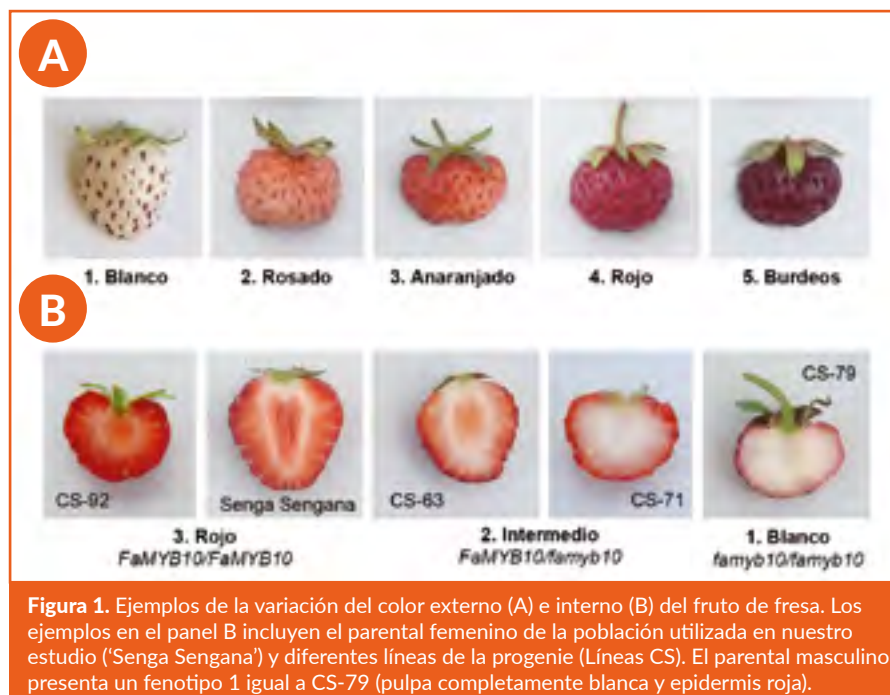 A
1. Blanco 2. Rosado 3. Anaranjado 4. Rojo 5. Burdeos
B
CS-92 Senga Sengana CS-63 CS-71 CS-79
3. Rojo 2. Intermedio 1. Blanco
FaMYB10/FaMYB10 FaMYB10/famyb10 famyb10/famyb10
Figura 1. Ejemplos de la variación del color externo (A) e interno (B) del fruto de fresa. Los
ejemplos en el panel B incluyen el parental femenino de la población utilizada en nuestro
estudio (‘Senga Sengana’) y diferentes líneas de la progenie (Líneas CS). El parental masculino
presenta un fenotipo 1 igual a CS-79 (pulpa completamente blanca y epidermis roja).